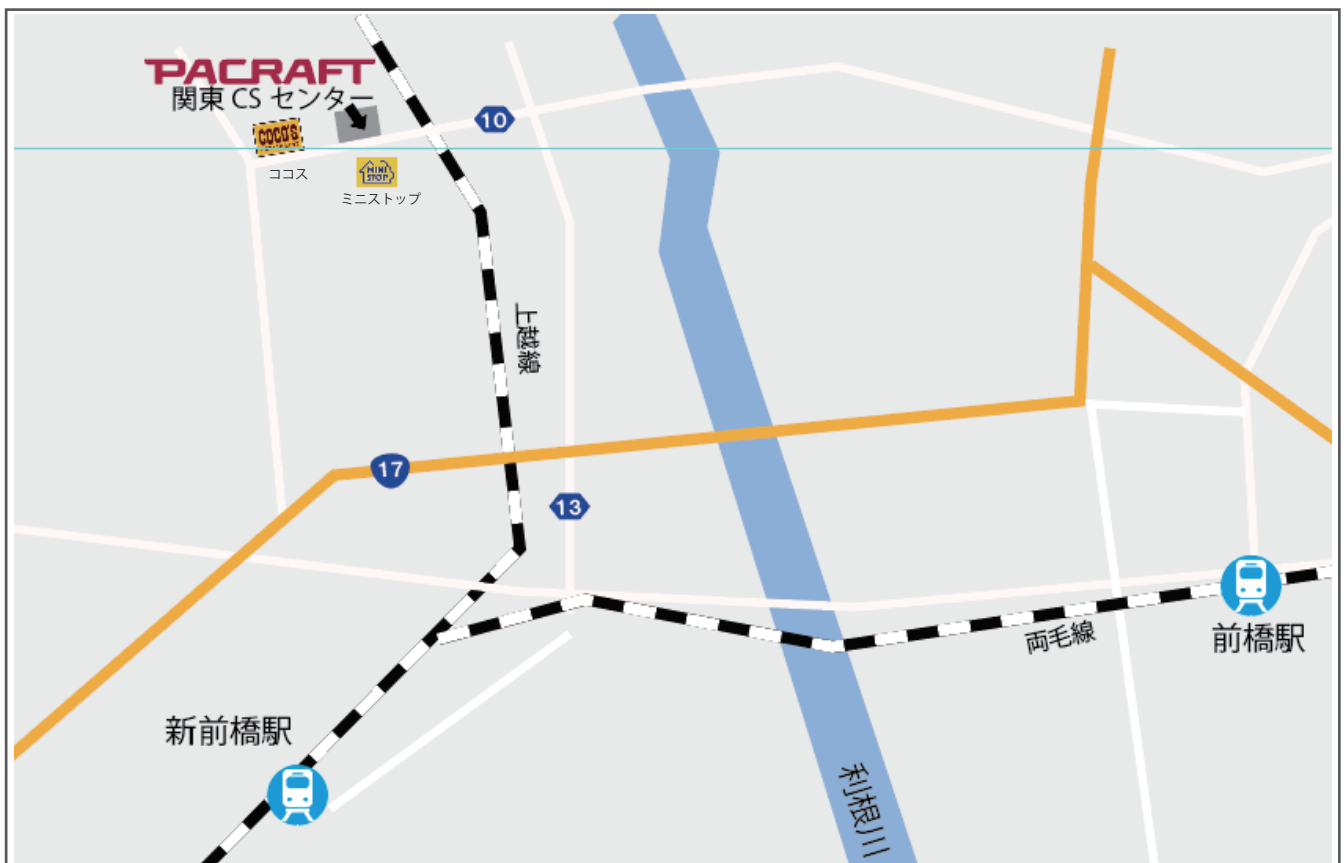 PACRAFT
関東 CS センター
COCO'S
ココス
MINI
STOP
ミニストップ
10
上越線
17
13
両毛線
前橋駅
新前橋駅
利根川